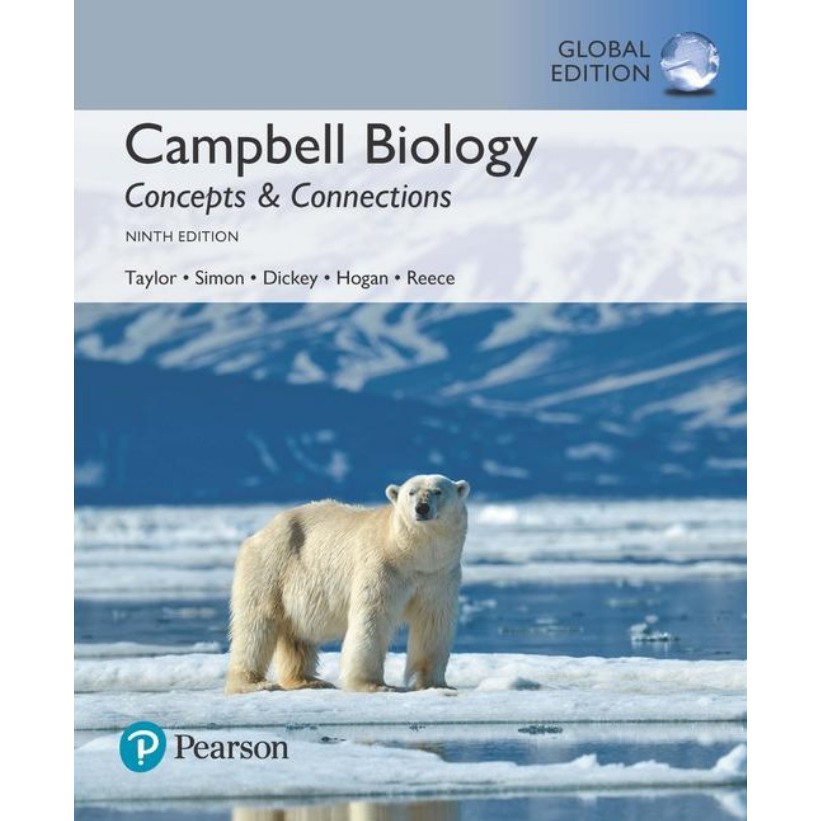 GLOBAL
EDITION
Campbell Biology
Concepts & Connections
NINTH EDITION
Taylor • Simon • Dickey • Hogan • Reece
P Pearson